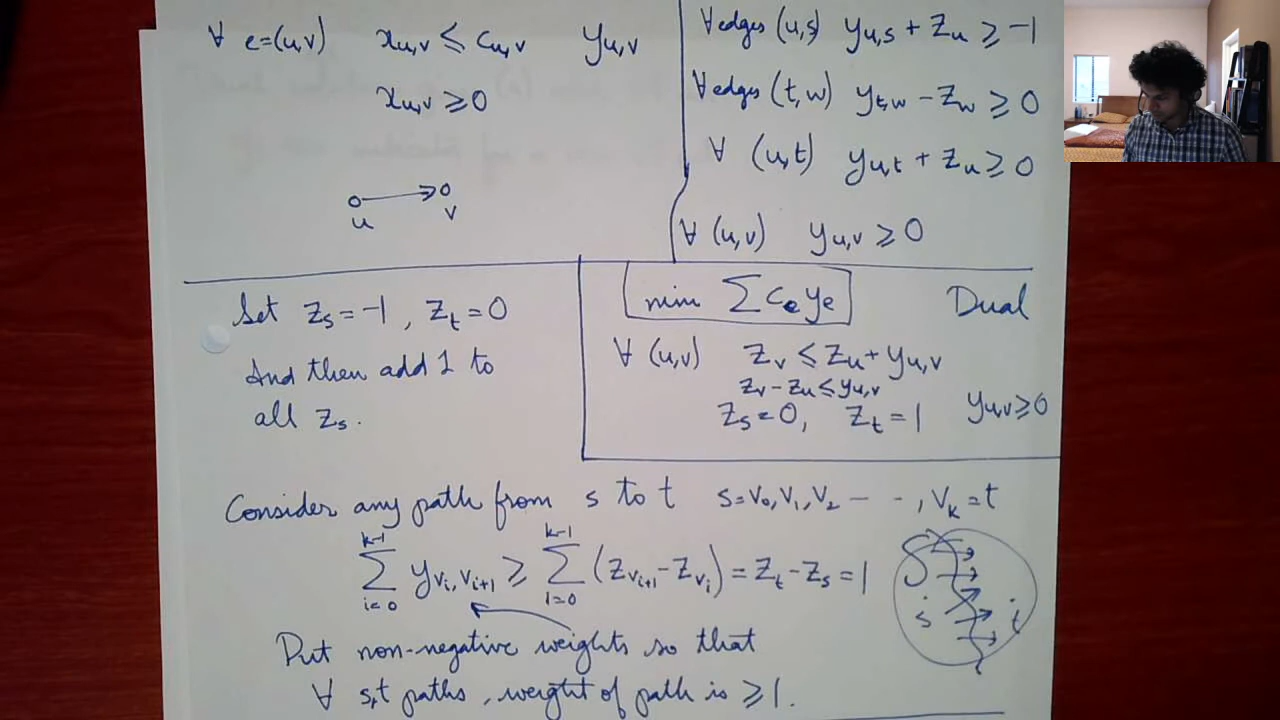 ∀ e=(u,v) x_{u,v} ≤ c_{u,v} y_{u,v}
x_{u,v} ≥ 0
u v
∀ edges (u,s) y_{u,s} + z_u ≥ -1
∀ edges (t,w) y_{t,w} - z_w ≥ 0
∀ (u,t) y_{u,t} + z_u ≥ 0
∀ (u,v) y_{u,v} ≥ 0
Set z_s = -1, z_t = 0
And then add 1 to
all z_s.
min ∑ c_e y_e Dual
∀ (u,v) z_v ≤ z_u + y_{u,v}
z_v - z_u ≤ y_{u,v}
z_s = 0, z_t = 1 y_{u,v} ≥ 0
Consider any path from s to t s = v_0, v_1, v_2 - - -, v_k = t
∑_{i=0}^{k-1} y_{v_i, v_{i+1}} ≥ ∑_{i=0}^{k-1} (z_{v_{i+1}} - z_{v_i}) = z_t - z_s = 1
S
s t
Put non-negative weights so that
∀ s,t paths, weight of path is ≥ 1.